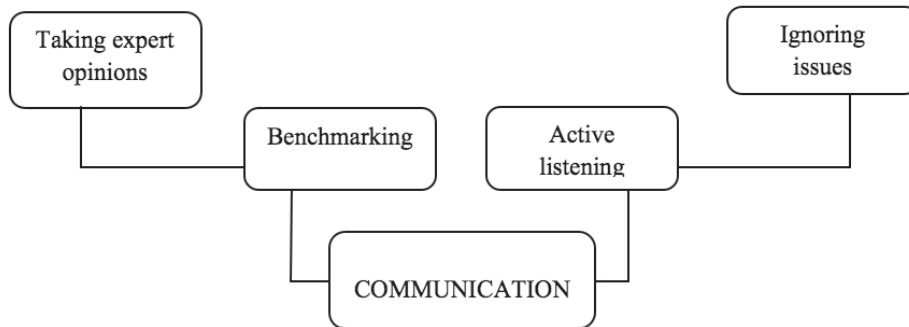 Taking expert
opinions
Ignoring
issues
Benchmarking
Active
listening
COMMUNICATION